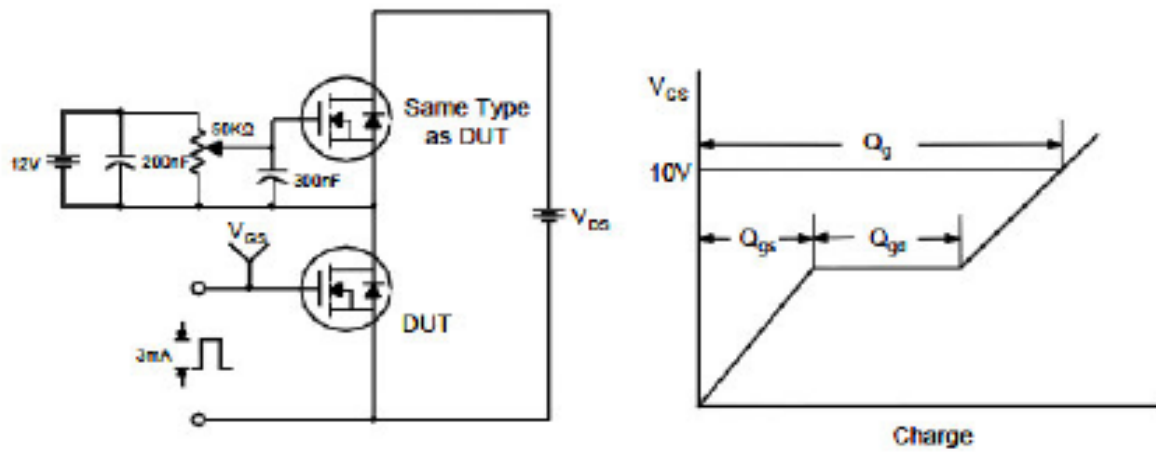 12V
200nF
50KΩ
300nF
Same Type
as DUT
VGS
DUT
3mA
VDS
VGS
10V
Qg
Qgs
Qgd
Charge